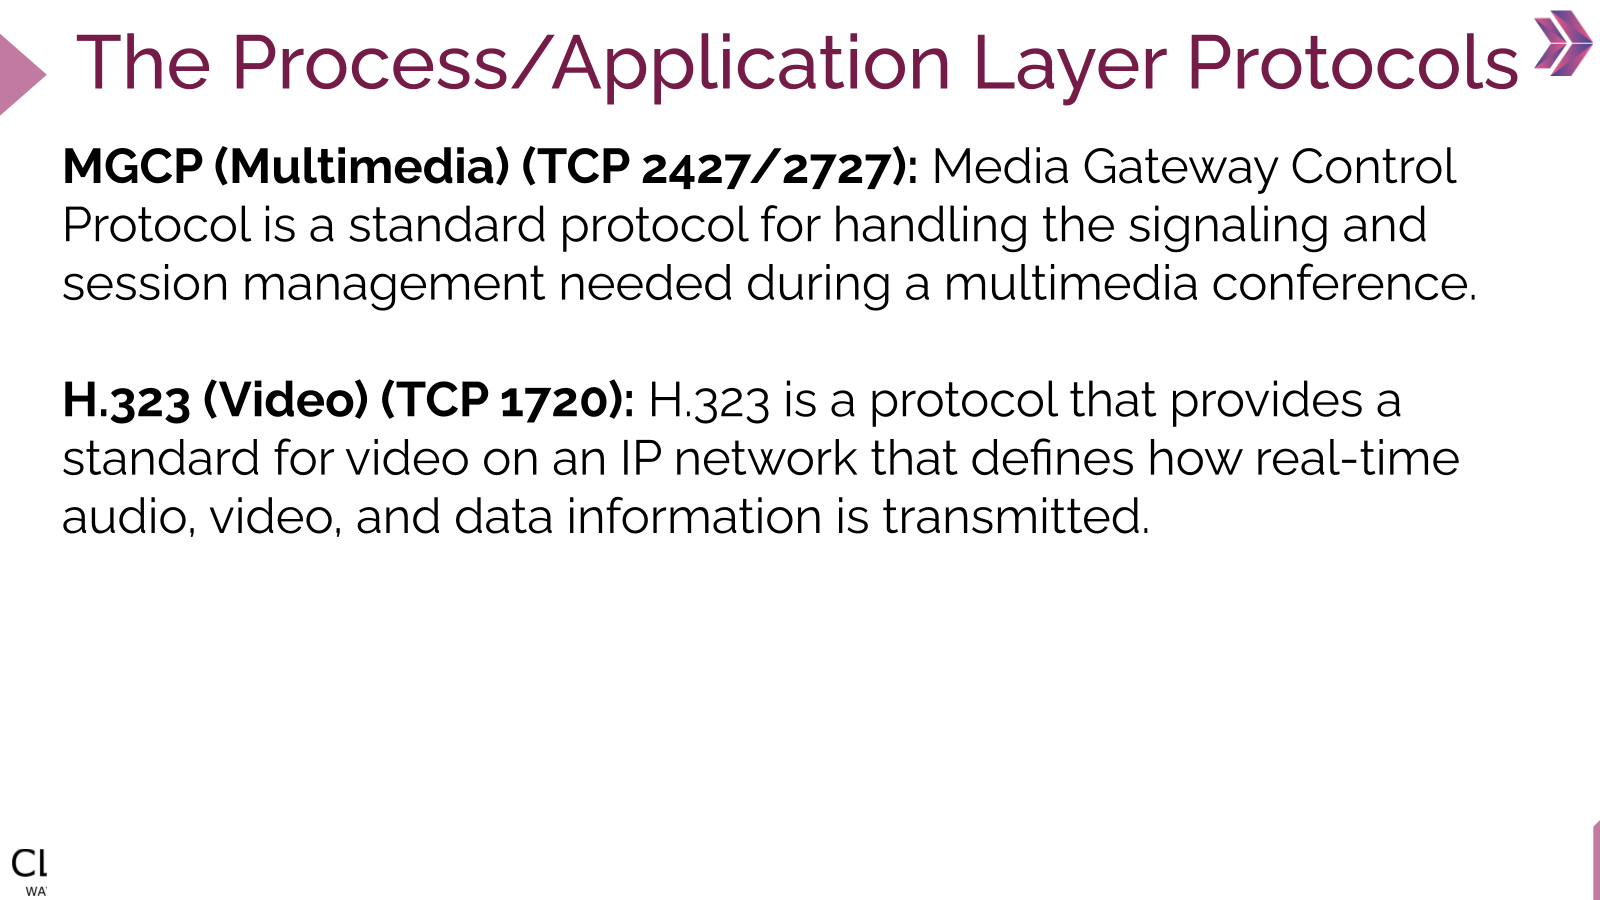 The Process/Application Layer Protocols
MGCP (Multimedia) (TCP 2427/2727): Media Gateway Control
Protocol is a standard protocol for handling the signaling and
session management needed during a multimedia conference.
H.323 (Video) (TCP 1720): H.323 is a protocol that provides a
standard for video on an IP network that defines how real-time
audio, video, and data information is transmitted.